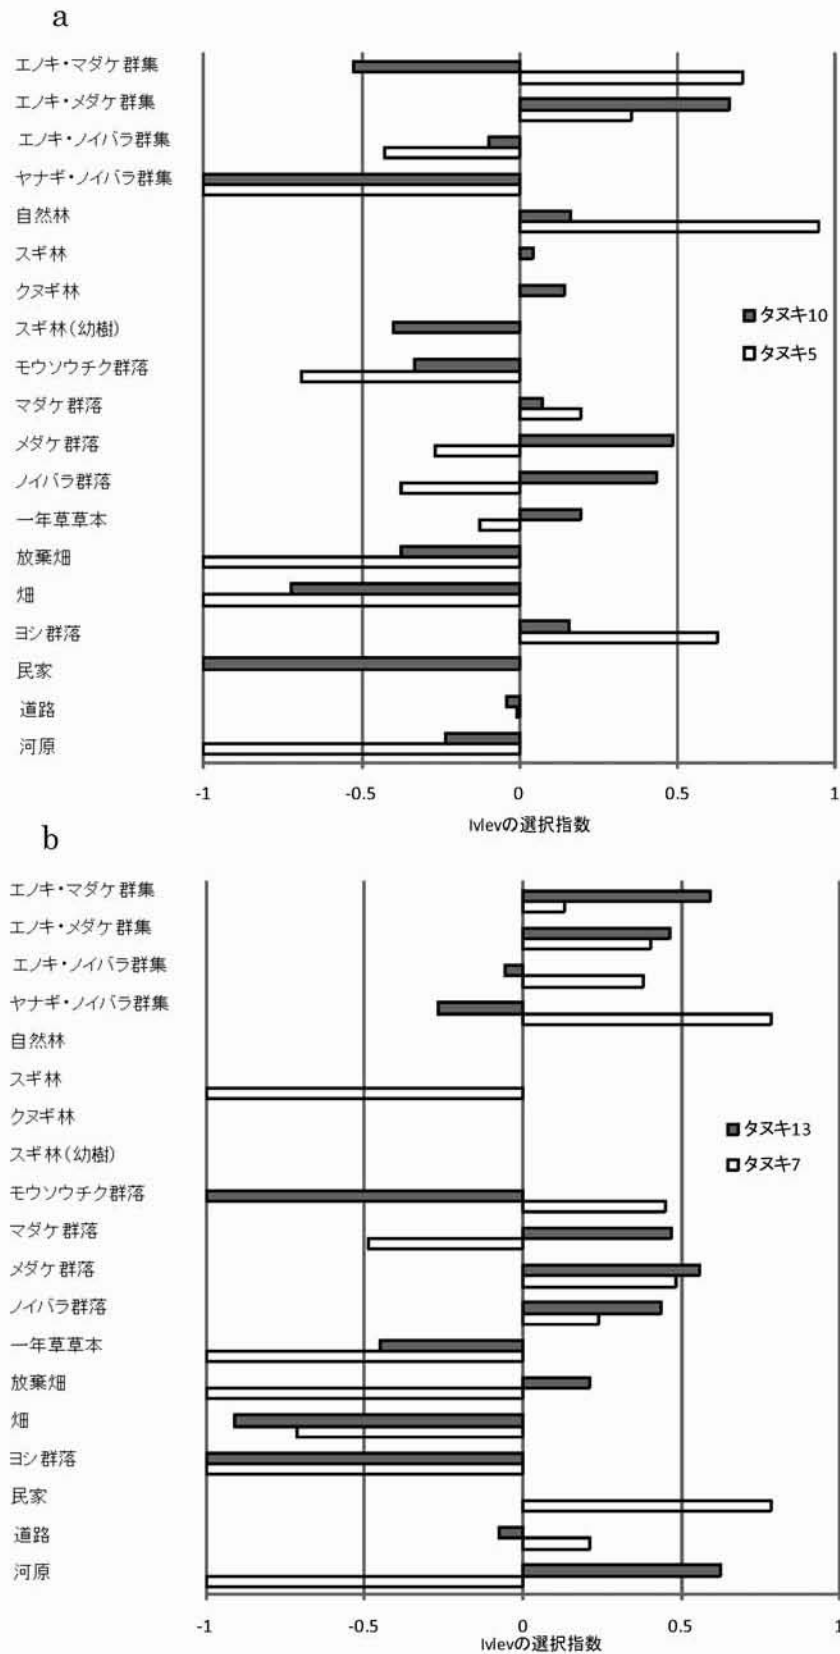 a
エノキ・マダケ群集
エノキ・メダケ群集
エノキ・ノイバラ群集
ヤナギ・ノイバラ群集
自然林
スギ林
クヌギ林
スギ林(幼樹)
モウソウチク群落
マダケ群落
メダケ群落
ノイバラ群落
一年草草本
放棄畑
畑
ヨシ群落
民家
道路
河原
タヌキ10
タヌキ5
-1 -0.5 0 0.5 1
Ivlevの選択指数
b
エノキ・マダケ群集
エノキ・メダケ群集
エノキ・ノイバラ群集
ヤナギ・ノイバラ群集
自然林
スギ林
クヌギ林
スギ林(幼樹)
モウソウチク群落
マダケ群落
メダケ群落
ノイバラ群落
一年草草本
放棄畑
畑
ヨシ群落
民家
道路
河原
タヌキ13
タヌキ7
-1 -0.5 0 0.5 1
Ivlevの選択指数